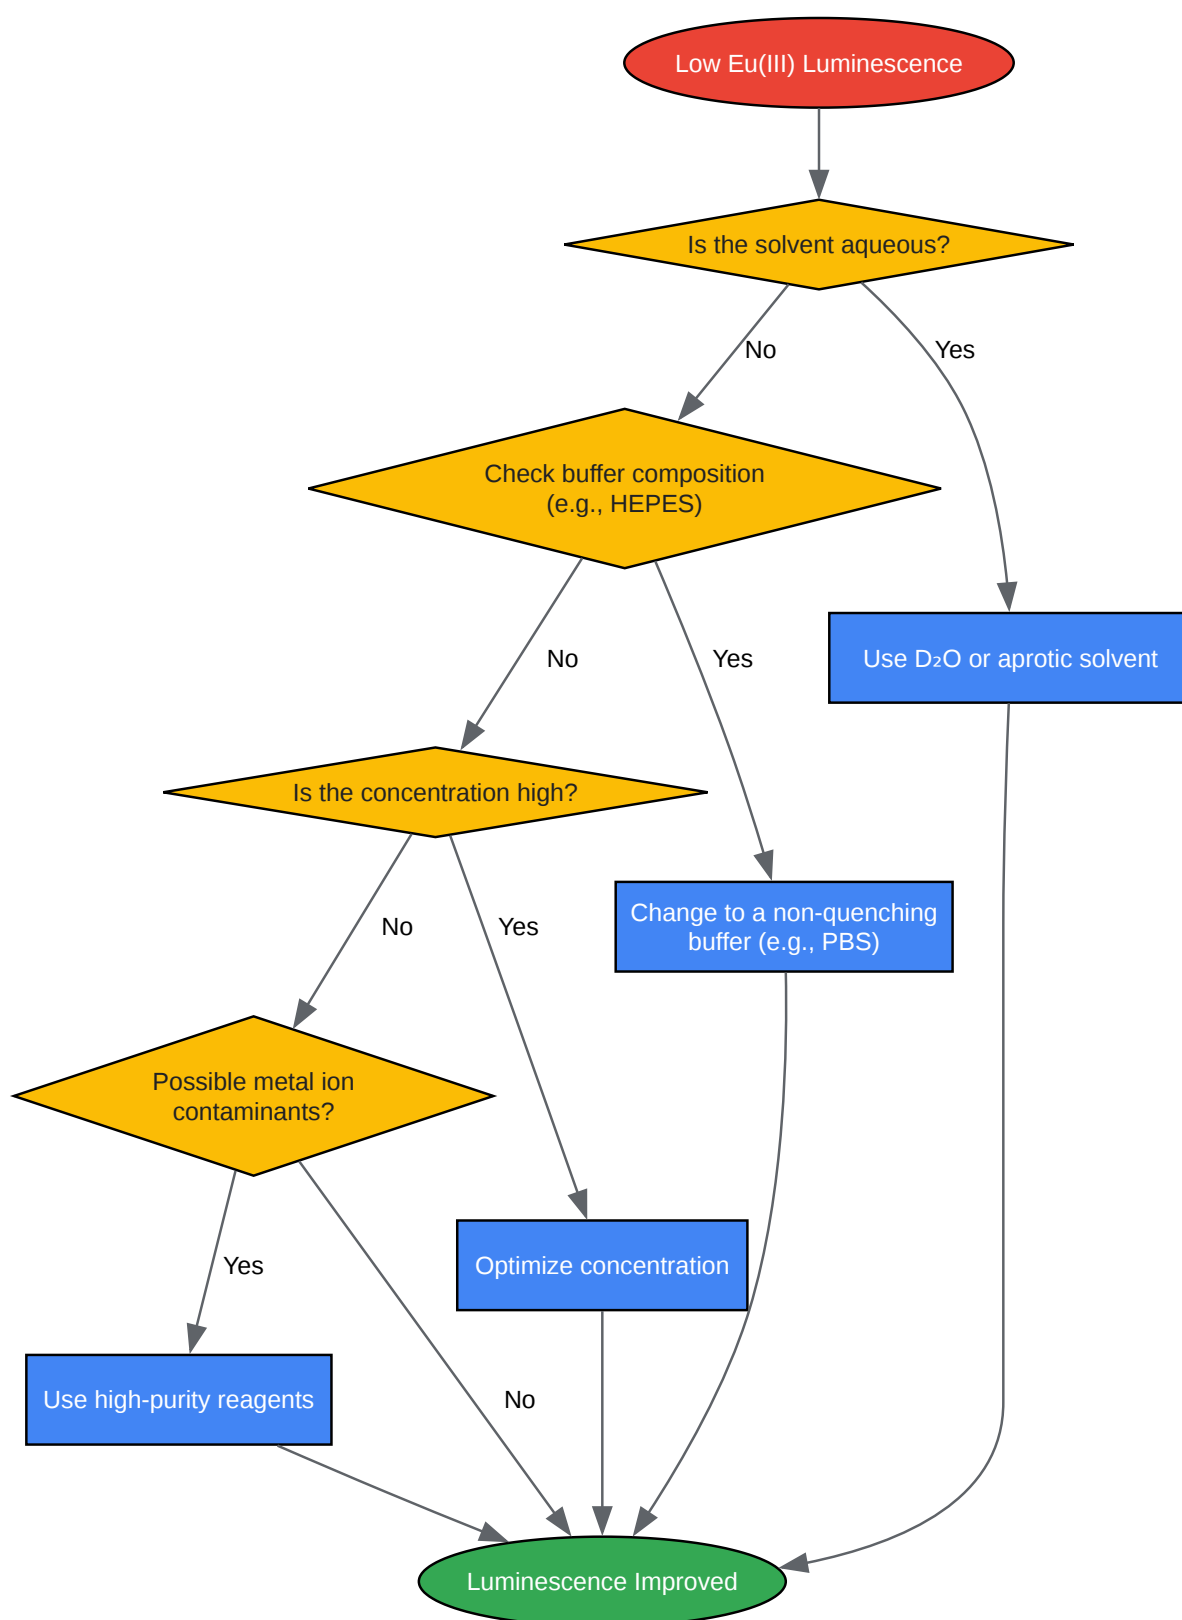 Low Eu(III) Luminescence
Is the solvent aqueous?
No
Yes
Check buffer composition
(e.g., HEPES)
No
Yes
Use D₂O or aprotic solvent
Is the concentration high?
No
Yes
Change to a non-quenching
buffer (e.g., PBS)
Possible metal ion
contaminants?
Yes
Optimize concentration
Use high-purity reagents
No
Luminescence Improved